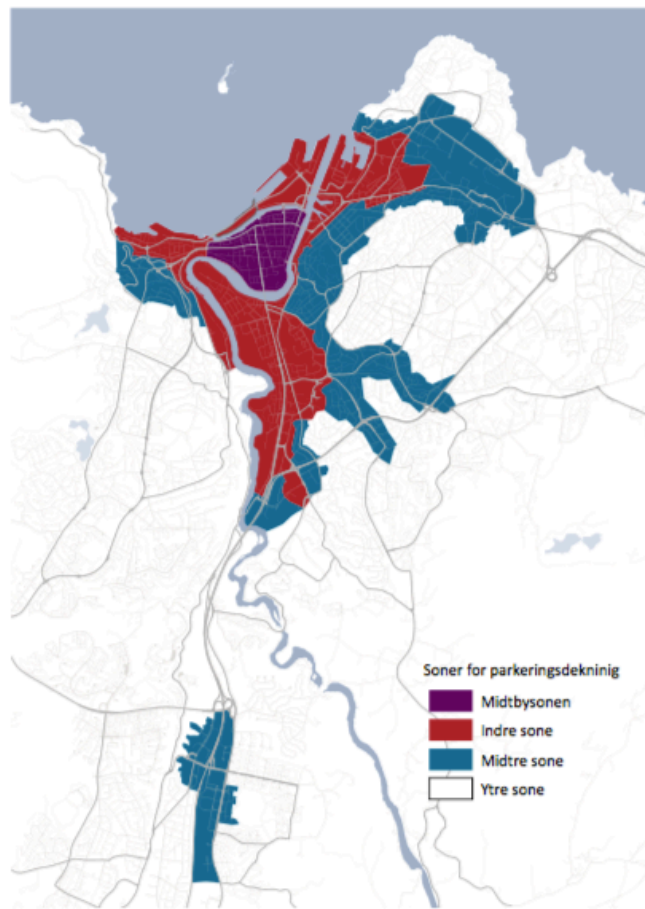 Soner for parkeringsdekninig
Midtbysonen
Indre sone
Midtre sone
Ytre sone